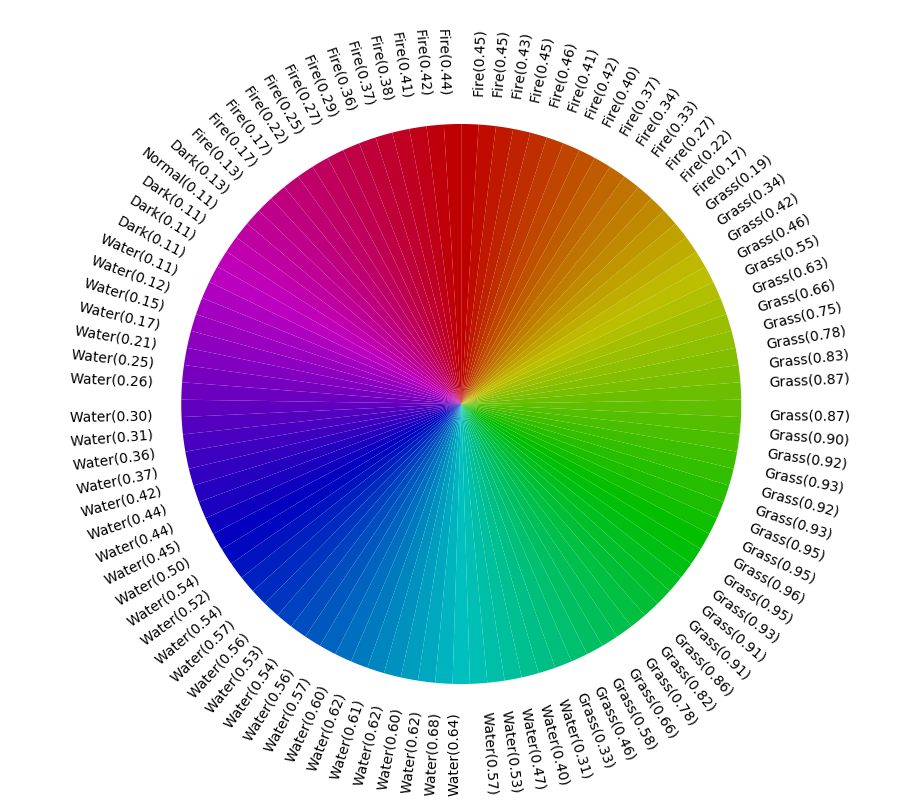 Fire(0.45)
Fire(0.45)
Fire(0.43)
Fire(0.45)
Fire(0.46)
Fire(0.41)
Fire(0.42)
Fire(0.40)
Fire(0.37)
Fire(0.34)
Fire(0.33)
Fire(0.27)
Fire(0.22)
Fire(0.17)
Grass(0.19)
Grass(0.34)
Grass(0.42)
Grass(0.46)
Grass(0.55)
Grass(0.63)
Grass(0.66)
Grass(0.75)
Grass(0.78)
Grass(0.83)
Grass(0.87)
Grass(0.87)
Grass(0.90)
Grass(0.92)
Grass(0.93)
Grass(0.92)
Grass(0.93)
Grass(0.95)
Grass(0.95)
Grass(0.96)
Grass(0.95)
Grass(0.93)
Grass(0.91)
Grass(0.91)
Grass(0.86)
Grass(0.82)
Grass(0.78)
Grass(0.66)
Grass(0.58)
Grass(0.46)
Grass(0.33)
Water(0.31)
Water(0.40)
Water(0.47)
Water(0.53)
Water(0.57)
Water(0.64)
Water(0.68)
Water(0.62)
Water(0.60)
Water(0.62)
Water(0.61)
Water(0.62)
Water(0.60)
Water(0.57)
Water(0.56)
Water(0.54)
Water(0.53)
Water(0.56)
Water(0.57)
Water(0.54)
Water(0.52)
Water(0.54)
Water(0.50)
Water(0.45)
Water(0.44)
Water(0.44)
Water(0.42)
Water(0.37)
Water(0.36)
Water(0.31)
Water(0.30)
Water(0.26)
Water(0.25)
Water(0.21)
Water(0.17)
Water(0.15)
Water(0.12)
Water(0.11)
Dark(0.11)
Dark(0.11)
Dark(0.11)
Normal(0.11)
Dark(0.13)
Fire(0.13)
Fire(0.17)
Fire(0.17)
Fire(0.22)
Fire(0.25)
Fire(0.27)
Fire(0.29)
Fire(0.36)
Fire(0.37)
Fire(0.38)
Fire(0.41)
Fire(0.42)
Fire(0.44)